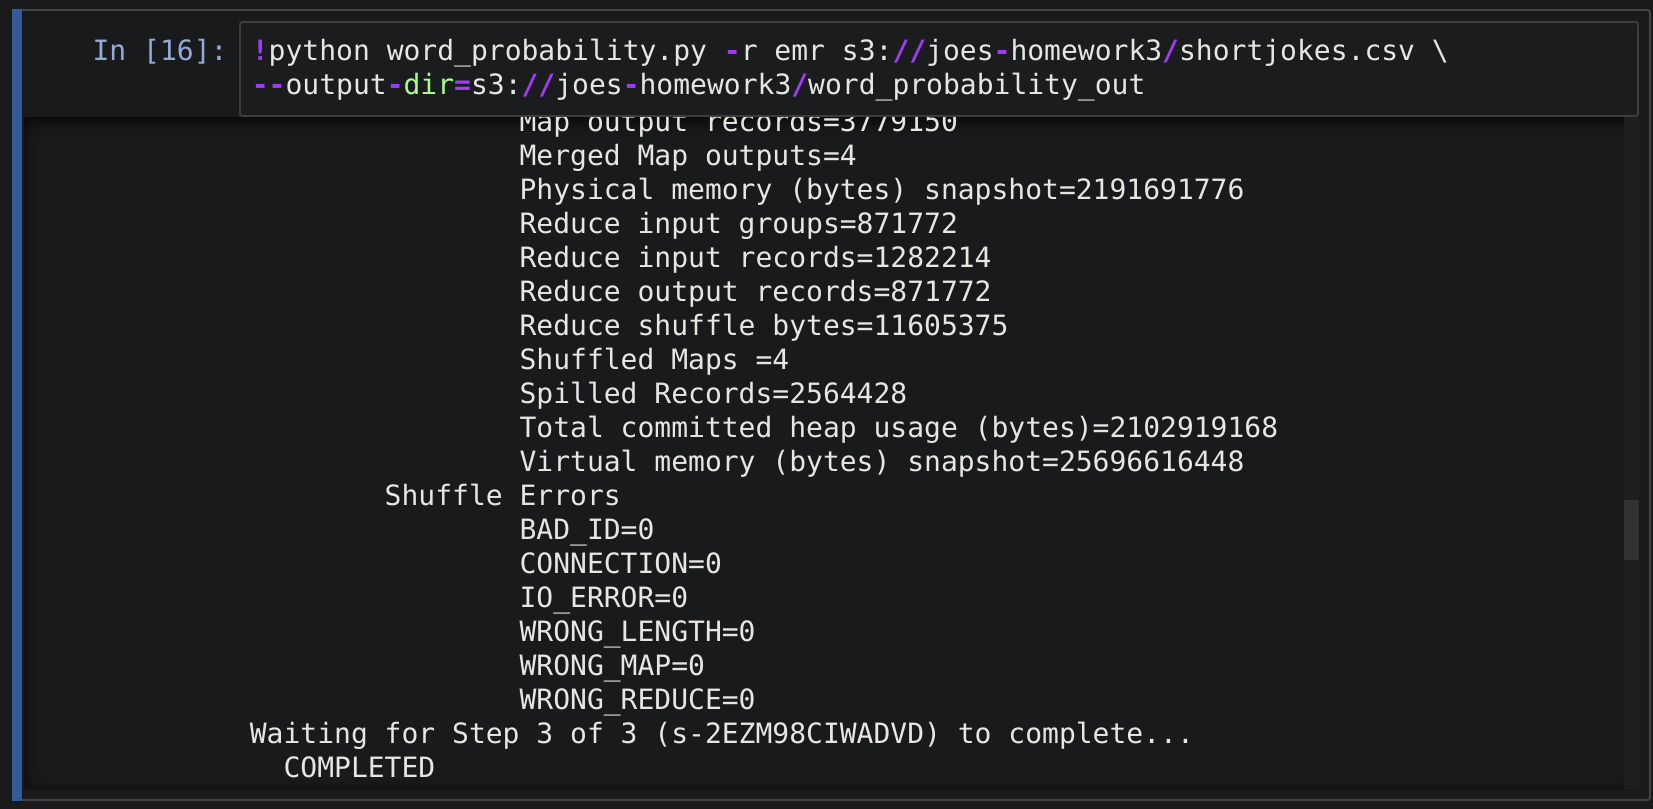 In [16]: !python word_probability.py -r emr s3://joes-homework3/shortjokes.csv \
--output-dir=s3://joes-homework3/word_probability_out
Map output records=3779150
Merged Map outputs=4
Physical memory (bytes) snapshot=2191691776
Reduce input groups=871772
Reduce input records=1282214
Reduce output records=871772
Reduce shuffle bytes=11605375
Shuffled Maps =4
Spilled Records=2564428
Total committed heap usage (bytes)=2102919168
Virtual memory (bytes) snapshot=25696616448
Shuffle Errors
BAD_ID=0
CONNECTION=0
IO_ERROR=0
WRONG_LENGTH=0
WRONG_MAP=0
WRONG_REDUCE=0
Waiting for Step 3 of 3 (s-2EZM98CIWADVD) to complete...
COMPLETED